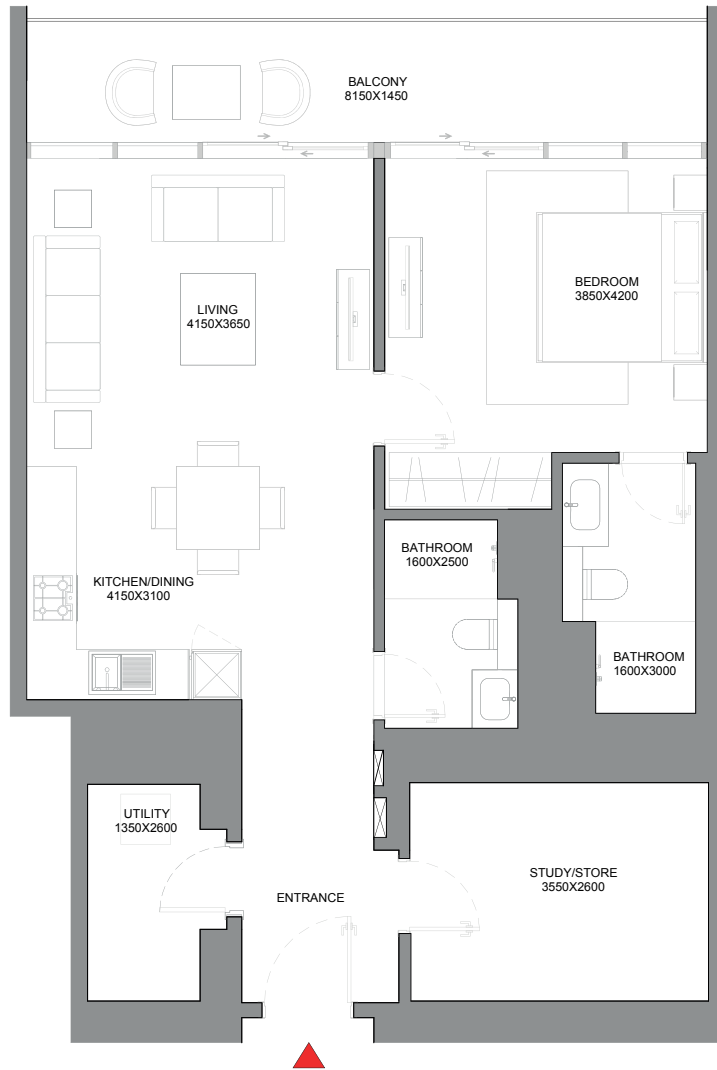 BALCONY
8150X1450
LIVING
4150X3650
BEDROOM
3850X4200
KITCHEN/DINING
4150X3100
BATHROOM
1600X2500
BATHROOM
1600X3000
UTILITY
1350X2600
STUDY/STORE
3550X2600
ENTRANCE